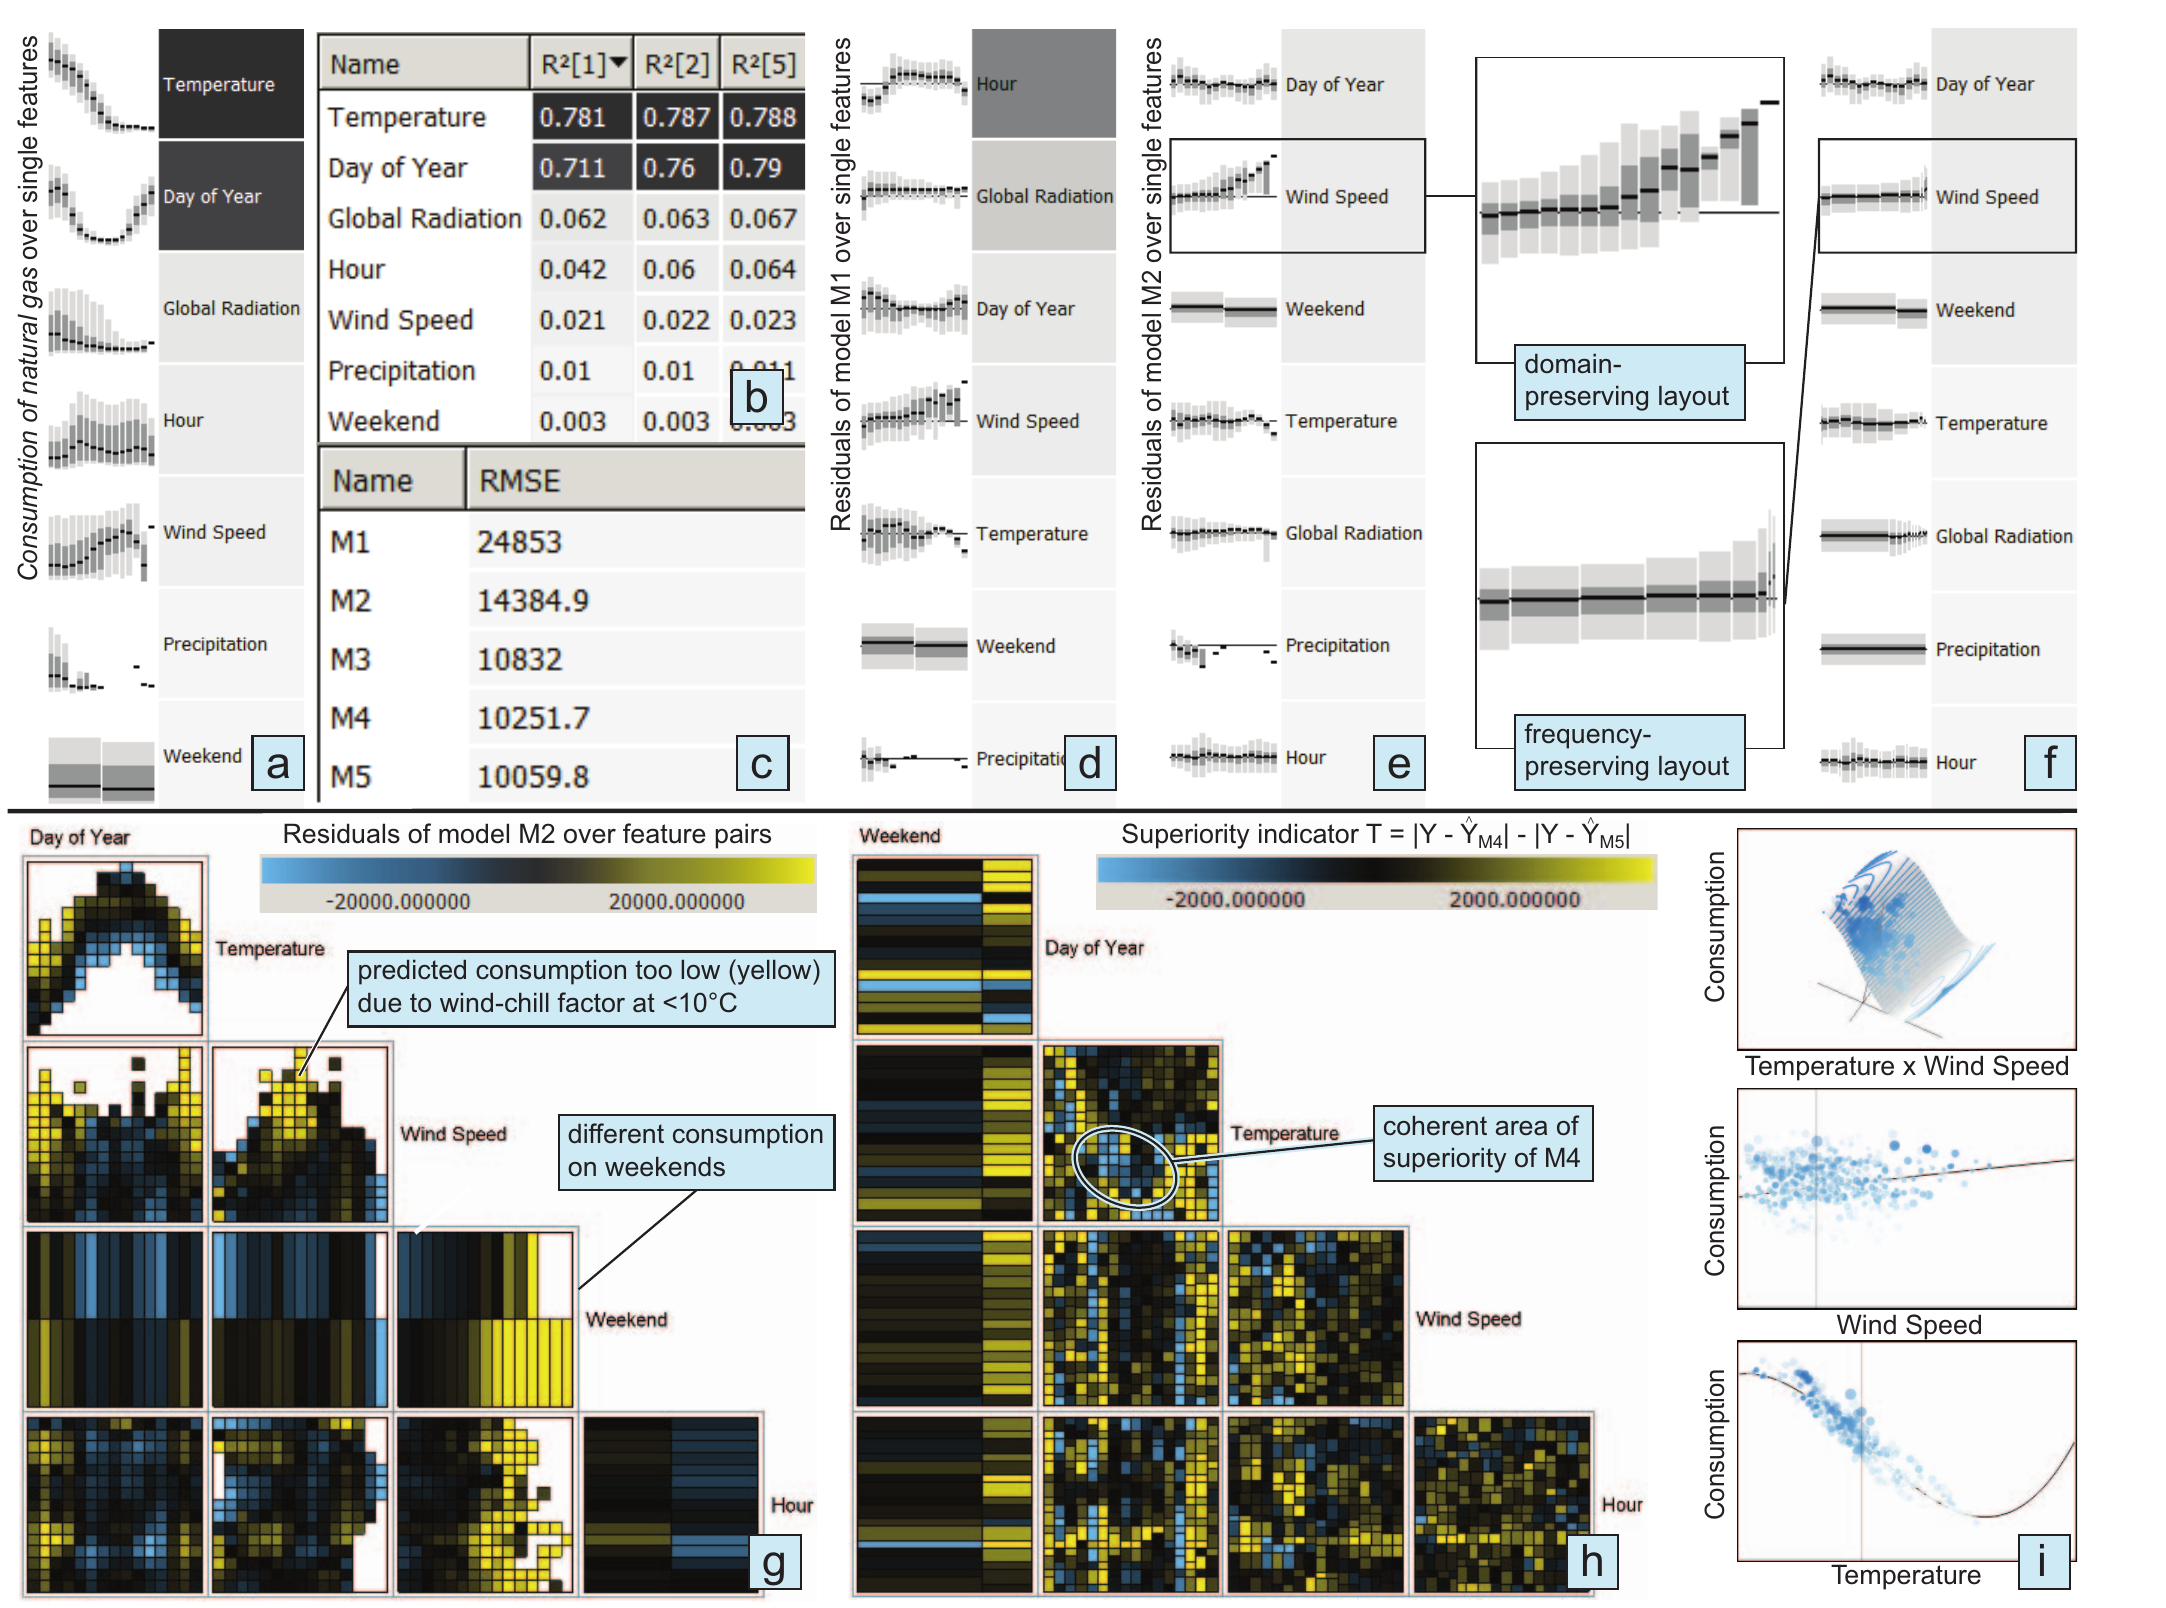 Consumption of natural gas over single features
Temperature
Day of Year
Global Radiation
Hour
Wind Speed
Precipitation
Weekend
a
Name R²[1] R²[2] R²[5]
Temperature 0.781 0.787 0.788
Day of Year 0.711 0.76 0.79
Global Radiation 0.062 0.063 0.067
Hour 0.042 0.06 0.064
Wind Speed 0.021 0.022 0.023
Precipitation 0.01 0.01
Weekend 0.003 0.003
b
Name RMSE
M1 24853
M2 14384.9
M3 10832
M4 10251.7
M5 10059.8
c
Residuals of model M1 over single features
Hour
Global Radiation
Day of Year
Wind Speed
Temperature
Weekend
d
Residuals of model M2 over single features
Day of Year
Wind Speed
Weekend
Temperature
Global Radiation
Precipitation
Hour
e
domain-
preserving layout
frequency-
preserving layout
Day of Year
Wind Speed
Weekend
Temperature
Global Radiation
Precipitation
Hour
f
Day of Year
Residuals of model M2 over feature pairs
-20000.000000 20000.000000
Temperature
predicted consumption too low (yellow)
due to wind-chill factor at <10°C
Wind Speed
different consumption
on weekends
Weekend
Hour
g
Weekend
Superiority indicator T = |Y - ŶM4| - |Y - ŶM5|
-2000.000000 2000.000000
Day of Year
Temperature
coherent area of
superiority of M4
Wind Speed
Hour
h
Consumption
Temperature x Wind Speed
Consumption
Wind Speed
Consumption
Temperature
i